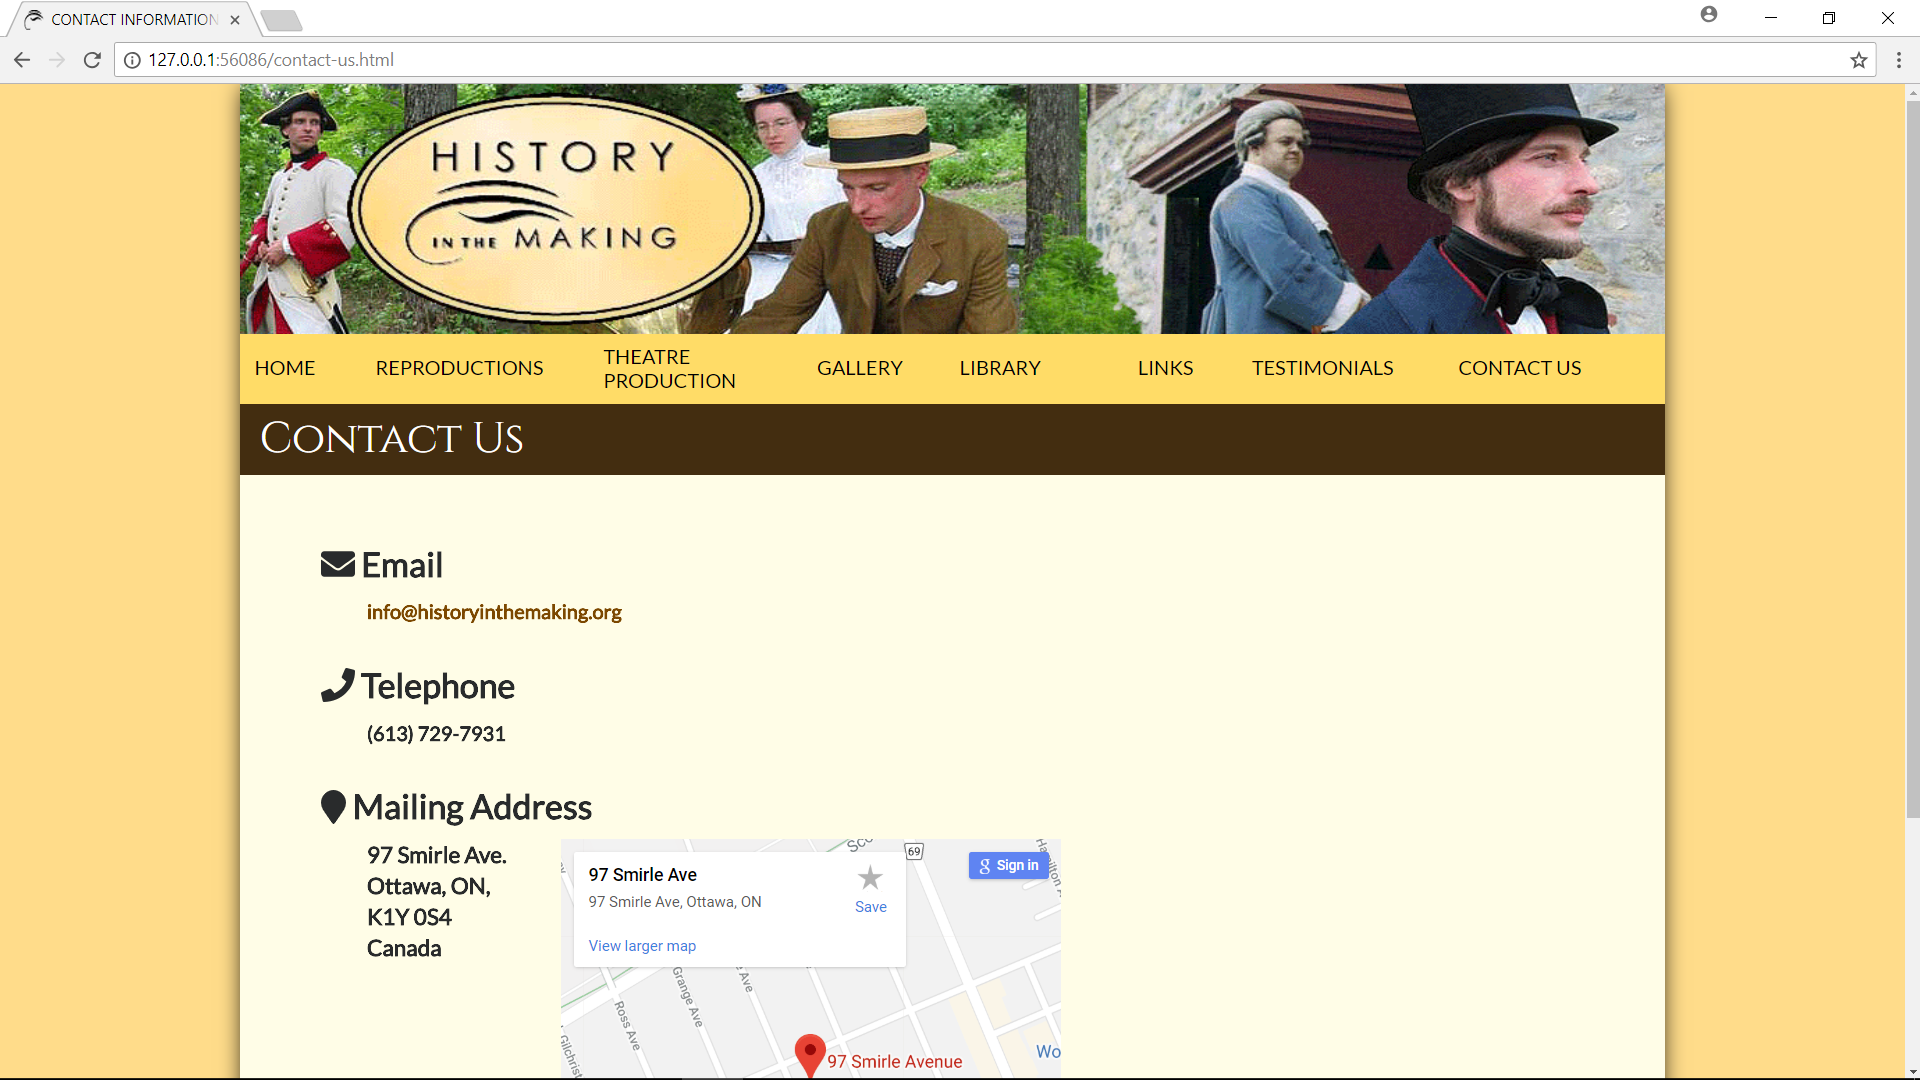 CONTACT INFORMATION
127.0.0.1:56086/contact-us.html
HISTORY
IN THE MAKING
HOME
REPRODUCTIONS
THEATRE
PRODUCTION
GALLERY
LIBRARY
LINKS
TESTIMONIALS
CONTACT US
Contact Us
Email
info@historyinthemaking.org
Telephone
(613) 729-7931
Mailing Address
97 Smirle Ave.
Ottawa, ON,
K1Y 0S4
Canada
97 Smirle Ave
97 Smirle Ave, Ottawa, ON
Save
View larger map
Sign in
69
Grange Ave
Ave
Ross Ave
Gilchrist
97 Smirle Avenue
Wo